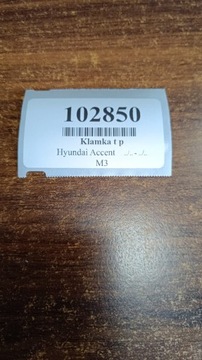 102850
Klamka t p
Hyundai Accent
M3